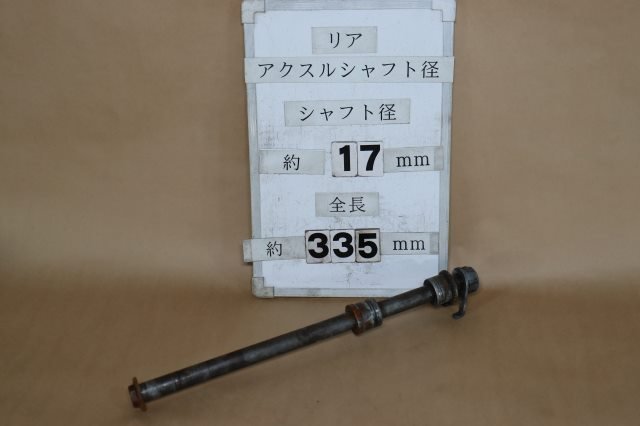 リア
アクスルシャフト径
シャフト径
約 17 mm
全長
約 335 mm